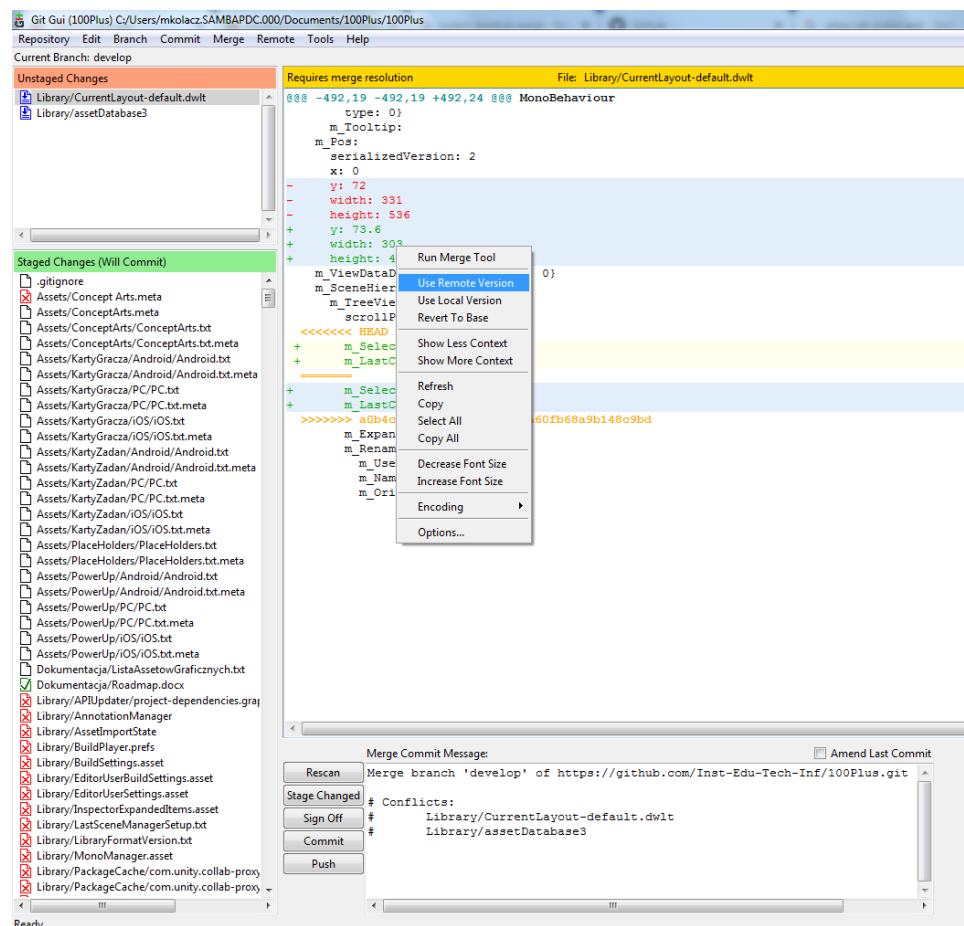 Git Gui (100Plus) C:/Users/mkolacz.SAMBAPDC.000/Documents/100Plus/100Plus
Repository Edit Branch Commit Merge Remote Tools Help
Current Branch: develop
Unstaged Changes
Library/CurrentLayout-default.dwlt
Library/assetDatabase3
Staged Changes (Will Commit)
.gitignore
Assets/Concept Arts.meta
Assets/ConceptArts.meta
Assets/ConceptArts/ConceptArts.txt
Assets/ConceptArts/ConceptArts.txt.meta
Assets/KartyGracza/Android/Android.txt
Assets/KartyGracza/Android/Android.txt.meta
Assets/KartyGracza/PC/PC.txt
Assets/KartyGracza/PC/PC.txt.meta
Assets/KartyGracza/iOS/iOS.txt
Assets/KartyGracza/iOS/iOS.txt.meta
Assets/KartyZadan/Android/Android.txt
Assets/KartyZadan/Android/Android.txt.meta
Assets/KartyZadan/PC/PC.txt
Assets/KartyZadan/PC/PC.txt.meta
Assets/KartyZadan/iOS/iOS.txt
Assets/KartyZadan/iOS/iOS.txt.meta
Assets/PlaceHolders/PlaceHolders.txt
Assets/PlaceHolders/PlaceHolders.txt.meta
Assets/PowerUp/Android/Android.txt
Assets/PowerUp/Android/Android.txt.meta
Assets/PowerUp/PC/PC.txt
Assets/PowerUp/PC/PC.txt.meta
Assets/PowerUp/iOS/iOS.txt
Assets/PowerUp/iOS/iOS.txt.meta
Dokumentacja/ListaAssetowGraficznych.txt
Dokumentacja/Roadmap.docx
Library/APIUpdater/project-dependencies.grap
Library/AnnotationManager
Library/AssetImportState
Library/BuildPlayer.prefs
Library/BuildSettings.asset
Library/EditorUserBuildSettings.asset
Library/EditorUserSettings.asset
Library/InspectorExpandedItems.asset
Library/LastSceneManagerSetup.txt
Library/LibraryFormatVersion.txt
Library/MonoManager.asset
Library/PackageCache/com.unity.collab-proxy
Library/PackageCache/com.unity.collab-proxy
Ready
Requires merge resolution File: Library/CurrentLayout-default.dwlt
@@@ -492,19 -492,19 +492,24 @@@ MonoBehaviour
type: 0}
m_Tooltip:
m_Pos:
serializedVersion: 2
x: 0
- y: 72
- width: 331
- height: 536
+ y: 73.6
+ width: 303
+ height: 4
m_ViewDataD 0}
m_SceneHier
m_TreeVie
scrollP
<<<<<<< HEAD
+ m_Selec
+ m_LastC
=======
+ m_Selec
+ m_LastC
>>>>>>> a0b4c a60fb68a9b148c9bd
m_Expan
m_Renam
m_Use
m_Nam
m_Ori
Run Merge Tool
Use Remote Version
Use Local Version
Revert To Base
Show Less Context
Show More Context
Refresh
Copy
Select All
Copy All
Decrease Font Size
Increase Font Size
Encoding
Options...
Merge Commit Message: Amend Last Commit
Rescan
Stage Changed
Sign Off
Commit
Push
Merge branch 'develop' of https://github.com/Inst-Edu-Tech-Inf/100Plus.git
# Conflicts:
# Library/CurrentLayout-default.dwlt
# Library/assetDatabase3